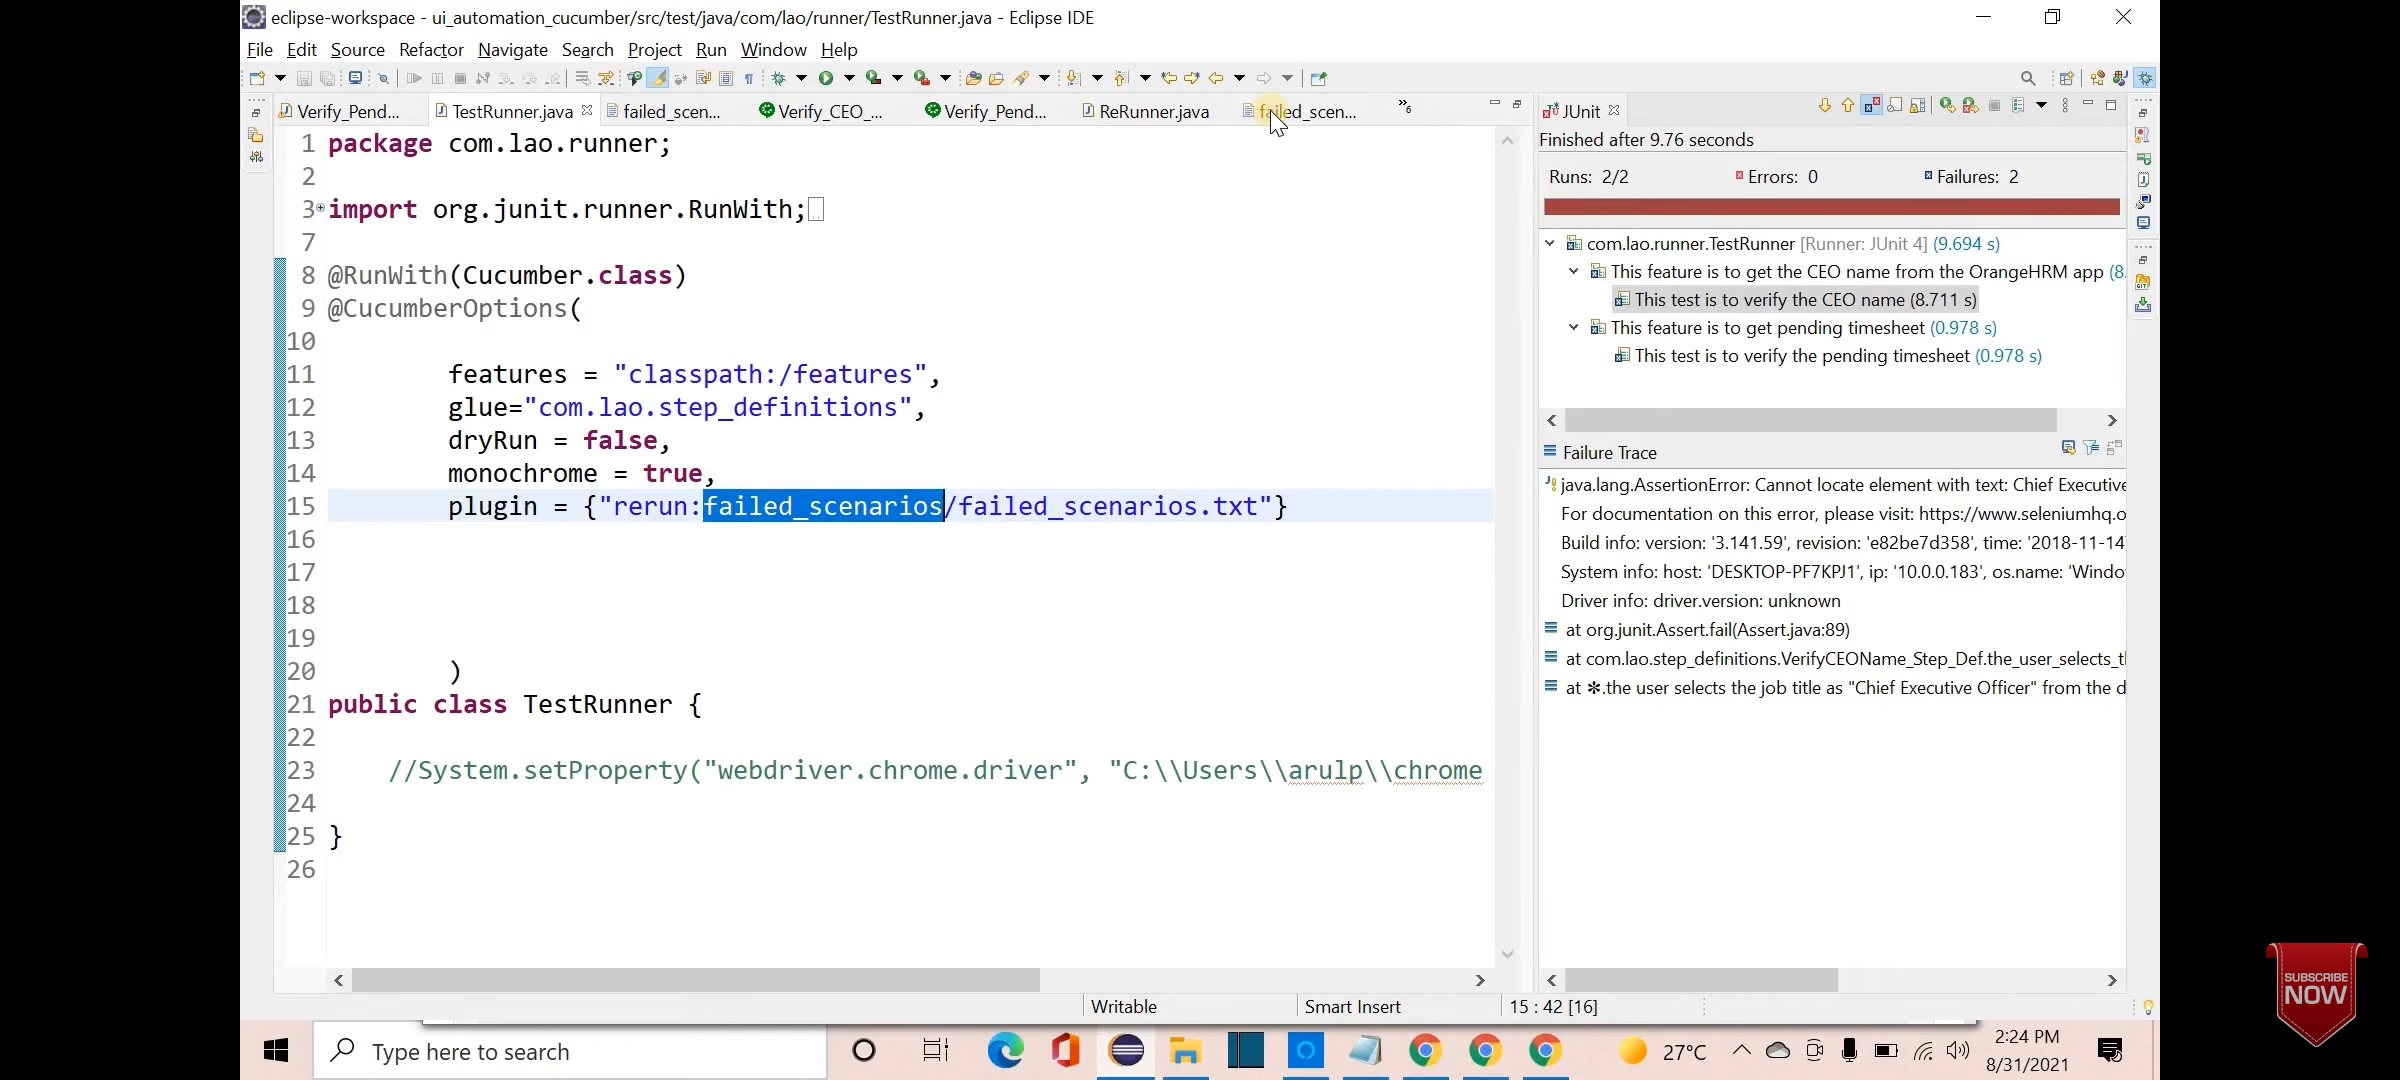 eclipse-workspace - ui_automation_cucumber/src/test/java/com/lao/runner/TestRunner.java - Eclipse IDE
File Edit Source Refactor Navigate Search Project Run Window Help
Verify_Pend... TestRunner.java failed_scen... Verify_CEO_... Verify_Pend... ReRunner.java failed_scen... »6
1 package com.lao.runner;
2
3 import org.junit.runner.RunWith;
7
8 @RunWith(Cucumber.class)
9 @CucumberOptions(
10
11 features = "classpath:/features",
12 glue="com.lao.step_definitions",
13 dryRun = false,
14 monochrome = true,
15 plugin = {"rerun:failed_scenarios/failed_scenarios.txt"}
16
17
18
19
20 )
21 public class TestRunner {
22
23 //System.setProperty("webdriver.chrome.driver", "C:\\Users\\arulp\\chrome
24
25 }
26
JUnit
Finished after 9.76 seconds
Runs: 2/2 Errors: 0 Failures: 2
com.lao.runner.TestRunner [Runner: JUnit 4] (9.694 s)
This feature is to get the CEO name from the OrangeHRM app (8.
This test is to verify the CEO name (8.711 s)
This feature is to get pending timesheet (0.978 s)
This test is to verify the pending timesheet (0.978 s)
Failure Trace
java.lang.AssertionError: Cannot locate element with text: Chief Executive
For documentation on this error, please visit: https://www.seleniumhq.o
Build info: version: '3.141.59', revision: 'e82be7d358', time: '2018-11-14
System info: host: 'DESKTOP-PF7KPJ1', ip: '10.0.0.183', os.name: 'Windo
Driver info: driver.version: unknown
at org.junit.Assert.fail(Assert.java:89)
at com.lao.step_definitions.VerifyCEOName_Step_Def.the_user_selects_t
at ✻.the user selects the job title as "Chief Executive Officer" from the d
Writable Smart Insert 15 : 42 [16]
SUBSCRIBE
NOW
Type here to search
27°C
2:24 PM
8/31/2021